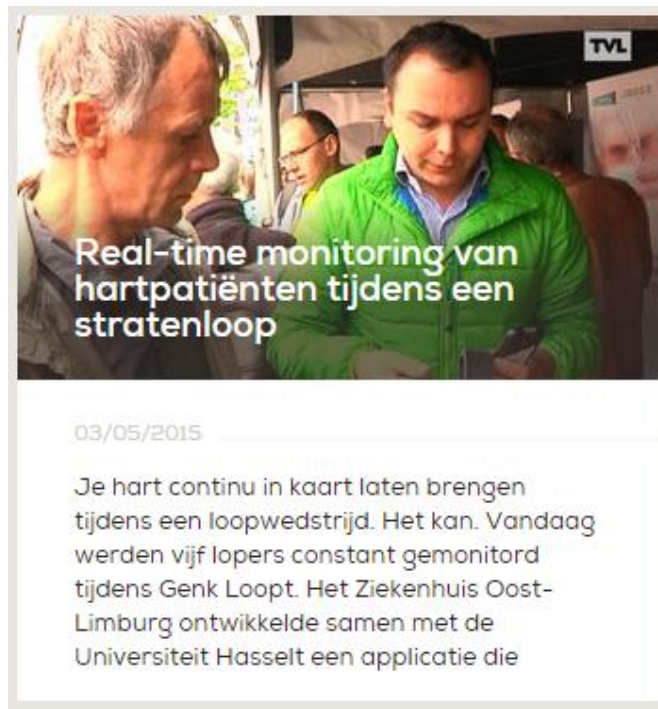 TVL
Real-time monitoring van
hartpatiënten tijdens een
stratenloop
03/05/2015
Je hart continu in kaart laten brengen
tijdens een loopwedstrijd. Het kan. Vandaag
werden vijf lopers constant gemonitord
tijdens Genk Loopt. Het Ziekenhuis Oost-
Limburg ontwikkelde samen met de
Universiteit Hasselt een applicatie die